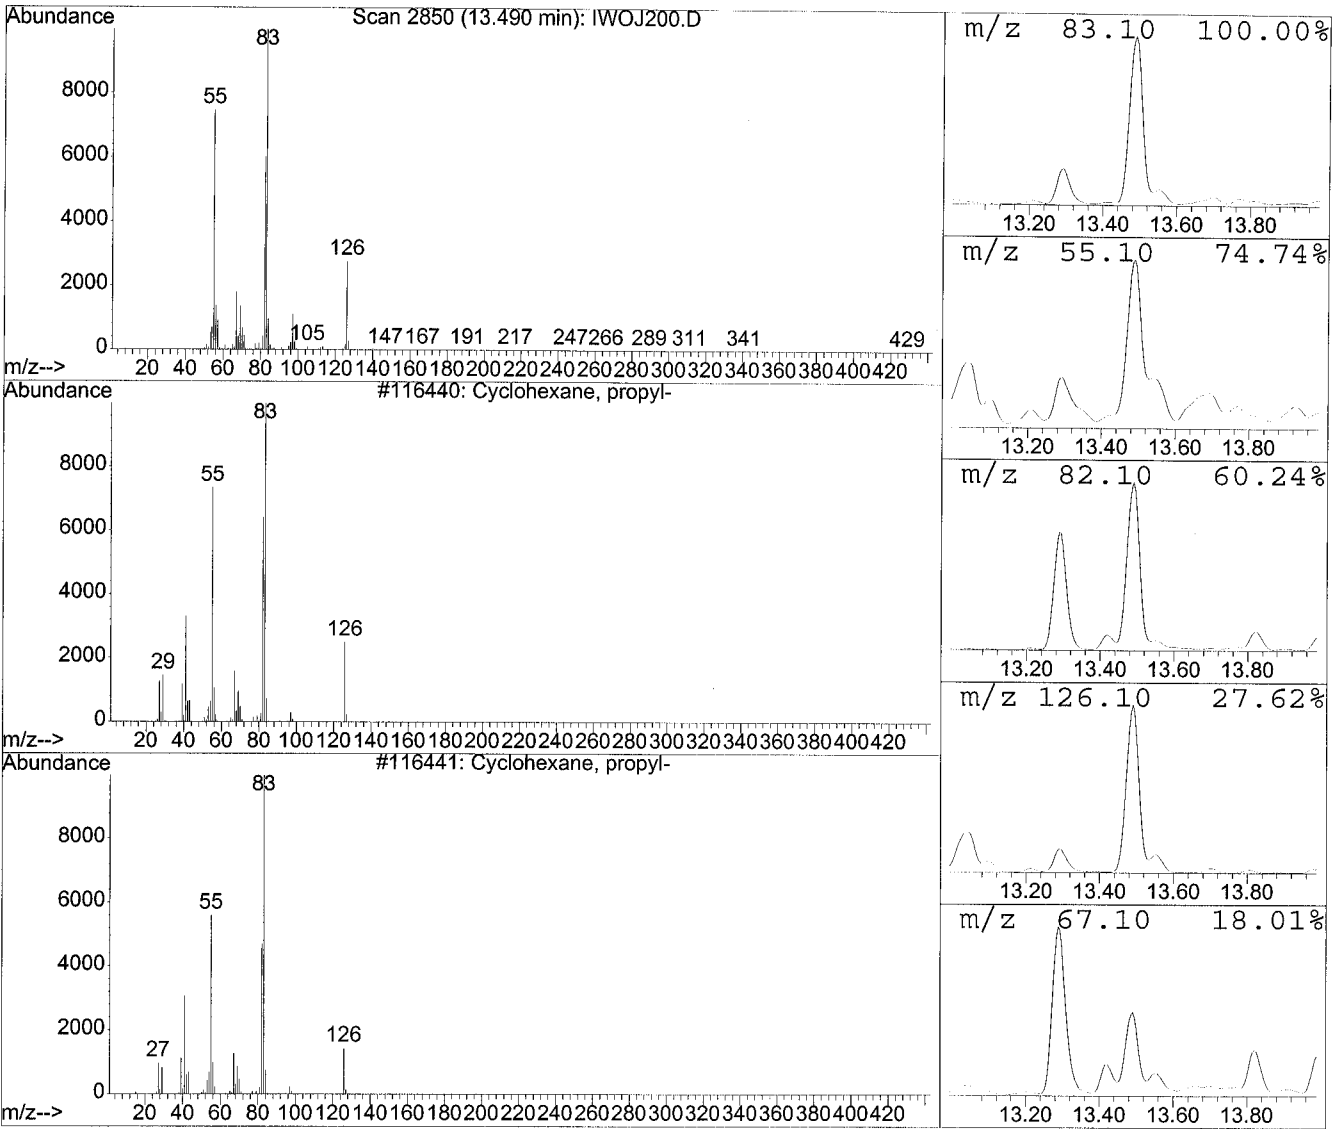 Abundance
Scan 2850 (13.490 min): IWOJ200.D
83
8000
55
6000
4000
126
2000
105
147 167 191 217 247 266 289 311 341 429
0
m/z-->
20 40 60 80 100 120 140 160 180 200 220 240 260 280 300 320 340 360 380 400 420
Abundance
#116440: Cyclohexane, propyl-
83
8000
55
6000
4000
126
2000
29
0
m/z-->
20 40 60 80 100 120 140 160 180 200 220 240 260 280 300 320 340 360 380 400 420
Abundance
#116441: Cyclohexane, propyl-
83
8000
55
6000
4000
2000
126
27
0
m/z-->
20 40 60 80 100 120 140 160 180 200 220 240 260 280 300 320 340 360 380 400 420
m/z 83.10 100.00%
13.20 13.40 13.60 13.80
m/z 55.10 74.74%
13.20 13.40 13.60 13.80
m/z 82.10 60.24%
13.20 13.40 13.60 13.80
m/z 126.10 27.62%
13.20 13.40 13.60 13.80
m/z 67.10 18.01%
13.20 13.40 13.60 13.80